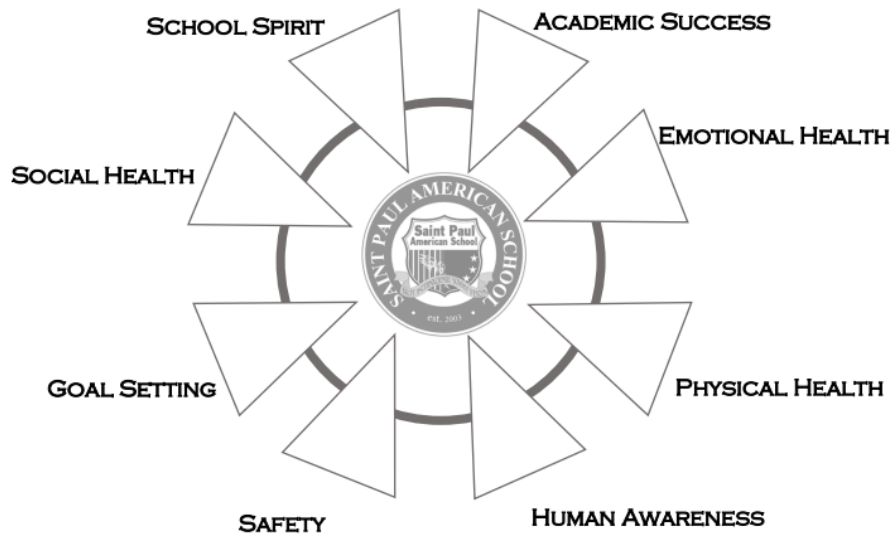 SCHOOL SPIRIT
ACADEMIC SUCCESS
EMOTIONAL HEALTH
SOCIAL HEALTH
SAINT PAUL AMERICAN SCHOOL
Saint Paul
American School
est. 2003
GOAL SETTING
PHYSICAL HEALTH
SAFETY
HUMAN AWARENESS